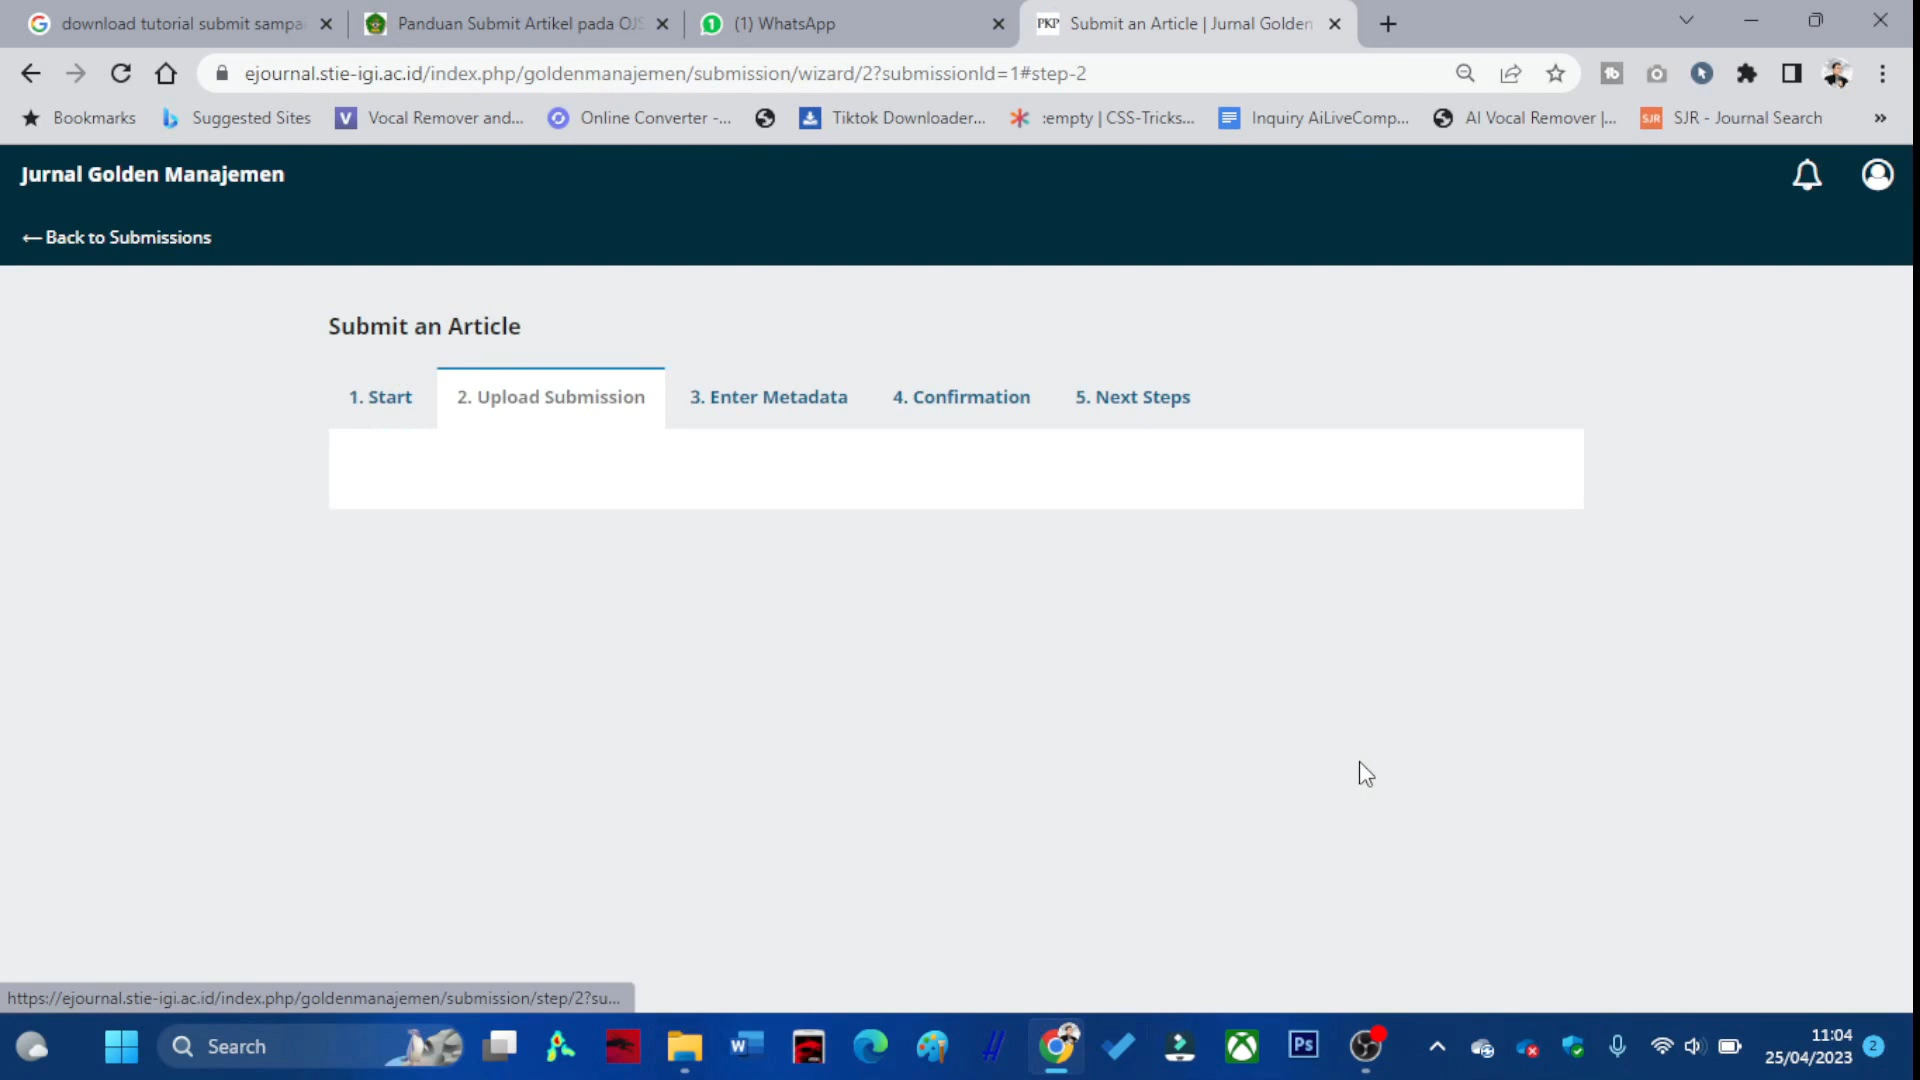 download tutorial submit sampa
Panduan Submit Artikel pada OJS
(1) WhatsApp
PKP Submit an Article | Jurnal Golden
ejournal.stie-igi.ac.id/index.php/goldenmanajemen/submission/wizard/2?submissionId=1#step-2
Bookmarks
Suggested Sites
V Vocal Remover and...
Online Converter -...
Tiktok Downloader...
:empty | CSS-Tricks...
Inquiry AiLiveComp...
AI Vocal Remover |...
SJR SJR - Journal Search
»
Jurnal Golden Manajemen
← Back to Submissions
Submit an Article
1. Start
2. Upload Submission
3. Enter Metadata
4. Confirmation
5. Next Steps
https://ejournal.stie-igi.ac.id/index.php/goldenmanajemen/submission/step/2?su...
Search
Ps
11:04
25/04/2023
2